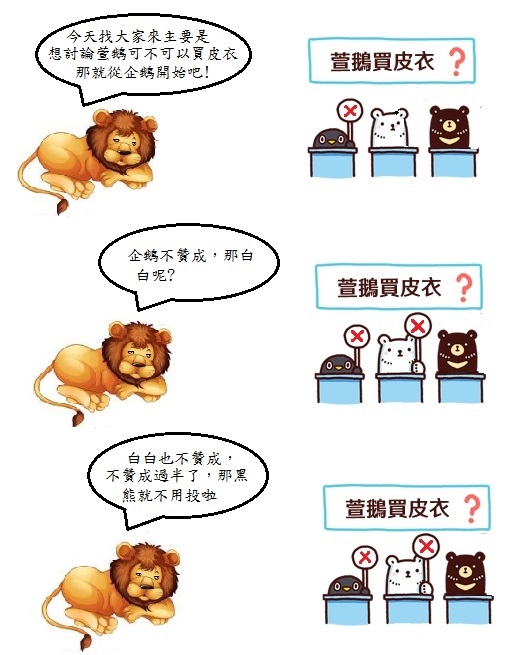 今天找大家來主要是
想討論萱鵝可不可以買皮衣
那就從企鵝開始吧!
萱鵝買皮衣?
企鵝不贊成，那白
白呢?
萱鵝買皮衣?
白白也不贊成，
不贊成過半了，那黑
熊就不用投啦
萱鵝買皮衣?